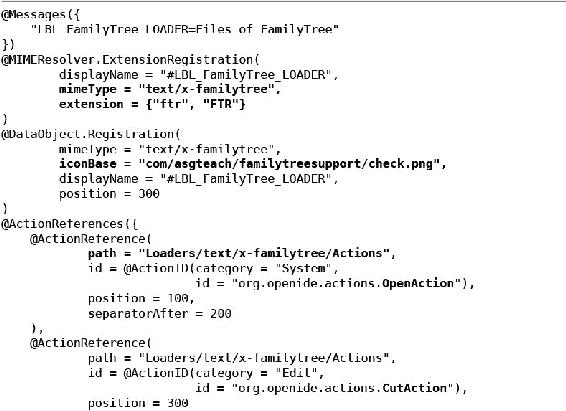 @Messages({
    "LBL_FamilyTree_LOADER=Files of FamilyTree"
})
@MIMEResolver.ExtensionRegistration(
        displayName = "#LBL_FamilyTree_LOADER",
        mimeType = "text/x-familytree",
        extension = {"ftr", "FTR"}
)
@DataObject.Registration(
        mimeType = "text/x-familytree",
        iconBase = "com/asgteach/familytreesupport/check.png",
        displayName = "#LBL_FamilyTree_LOADER",
        position = 300
)
@ActionReferences({
    @ActionReference(
            path = "Loaders/text/x-familytree/Actions",
            id = @ActionID(category = "System",
                           id = "org.openide.actions.OpenAction"),
            position = 100,
            separatorAfter = 200
    ),
    @ActionReference(
            path = "Loaders/text/x-familytree/Actions",
            id = @ActionID(category = "Edit",
                           id = "org.openide.actions.CutAction"),
            position = 300